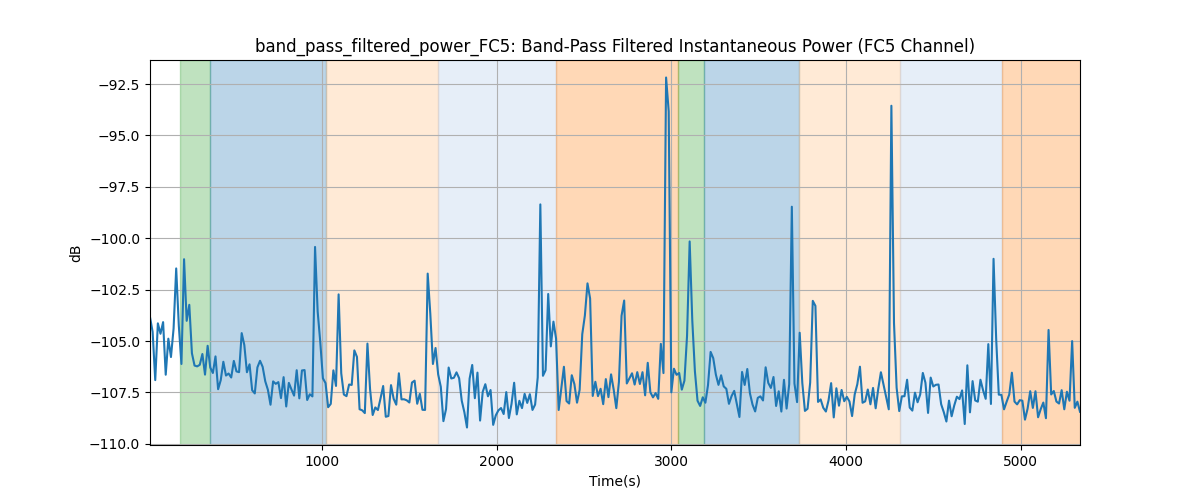 band_pass_filtered_power_FC5: Band-Pass Filtered Instantaneous Power (FC5 Channel)
−92.5
−95.0
−97.5
−100.0
−102.5
−105.0
−107.5
−110.0
dB
1000 2000 3000 4000 5000
Time(s)